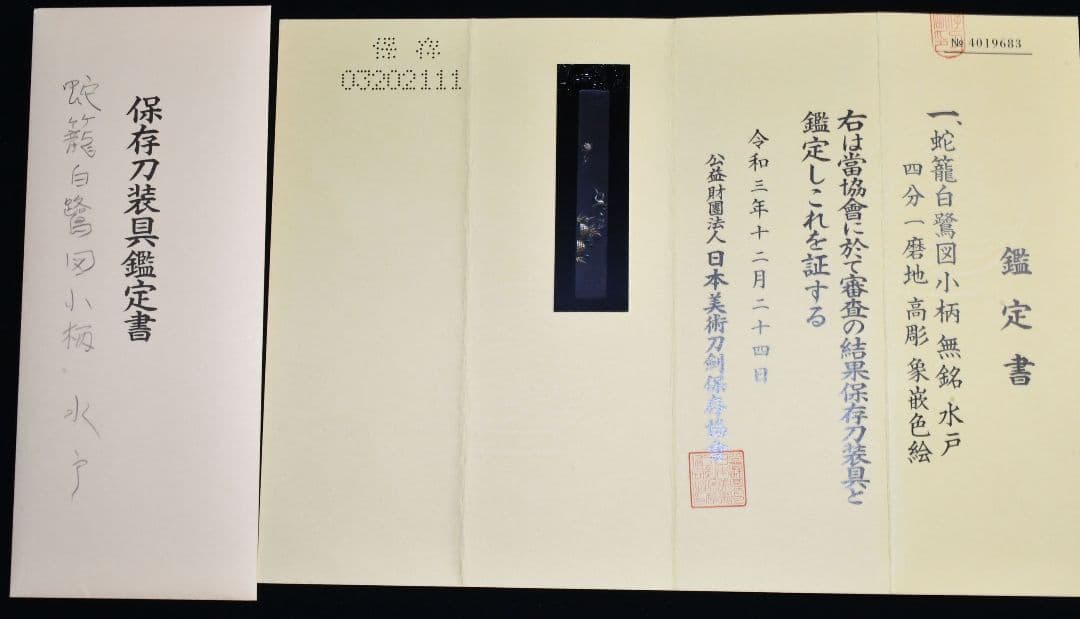 保存刀装具鑑定書
蛇籠白鷺図小柄 水戸
№ 4019683
鑑定書
一、蛇籠白鷺図小柄 無銘 水戸
四分一磨地 高彫 象嵌色絵
右は當協會に於て審査の結果保存刀装具と
鑑定しこれを証する
令和三年十二月二十四日
公益財團法人 日本美術刀剣保存協會
保存
03202111